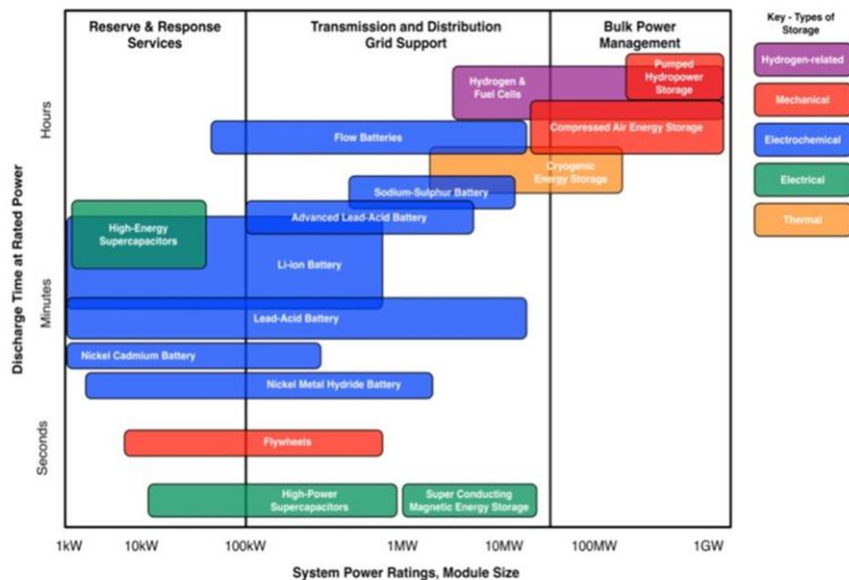 Reserve & Response
Services
Transmission and Distribution
Grid Support
Bulk Power
Management
Key - Types of
Storage
Hydrogen-related
Mechanical
Electrochemical
Electrical
Thermal
Pumped
Hydropower
Storage
Hydrogen &
Fuel Cells
Compressed Air Energy Storage
Flow Batteries
Cryogenic
Energy Storage
Sodium-Sulphur Battery
Advanced Lead-Acid Battery
High-Energy
Supercapacitors
Li-ion Battery
Lead-Acid Battery
Nickel Cadmium Battery
Nickel Metal Hydride Battery
Flywheels
High-Power
Supercapacitors
Super Conducting
Magnetic Energy Storage
Discharge Time at Rated Power
Hours
Minutes
Seconds
1kW
10kW
100kW
1MW
10MW
100MW
1GW
System Power Ratings, Module Size